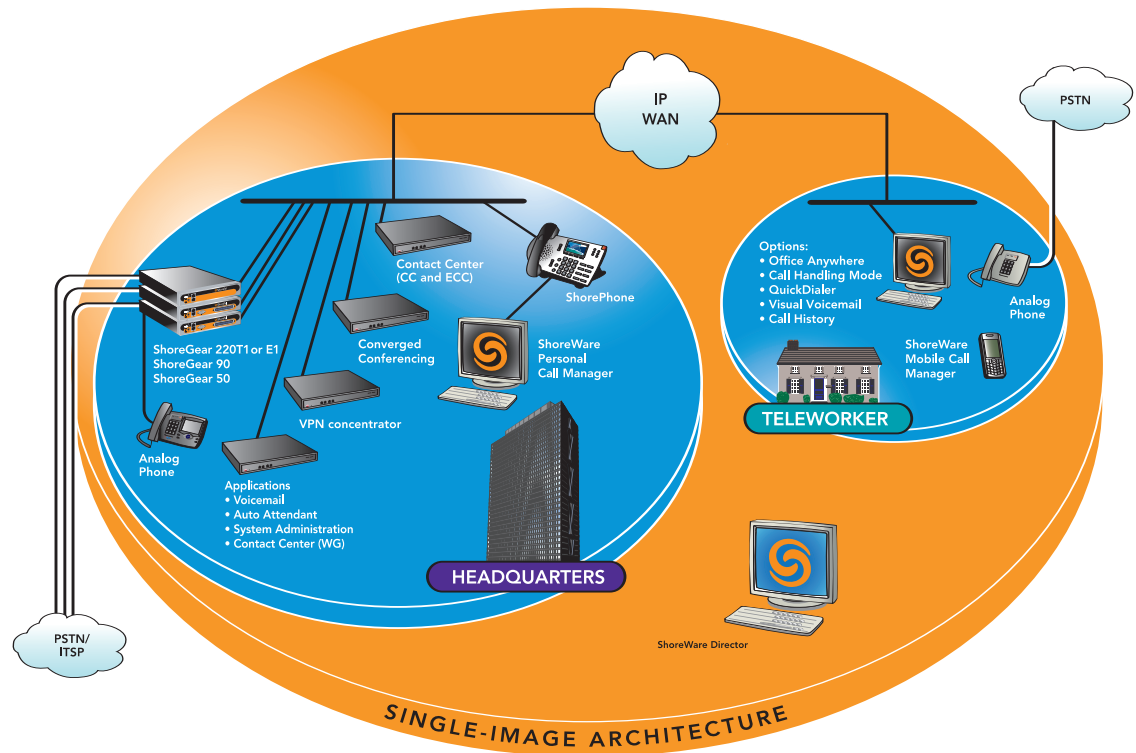 IP
WAN
PSTN
Contact Center
(CC and ECC)
ShorePhone
Options:
• Office Anywhere
• Call Handling Mode
• QuickDialer
• Visual Voicemail
• Call History
Analog
Phone
ShoreGear 220T1 or E1
ShoreGear 90
ShoreGear 50
Converged
Conferencing
ShoreWare
Personal
Call Manager
ShoreWare
Mobile Call
Manager
VPN concentrator
TELEWORKER
Analog
Phone
Applications
• Voicemail
• Auto Attendant
• System Administration
• Contact Center (WG)
HEADQUARTERS
PSTN/
ITSP
ShoreWare Director
SINGLE-IMAGE ARCHITECTURE